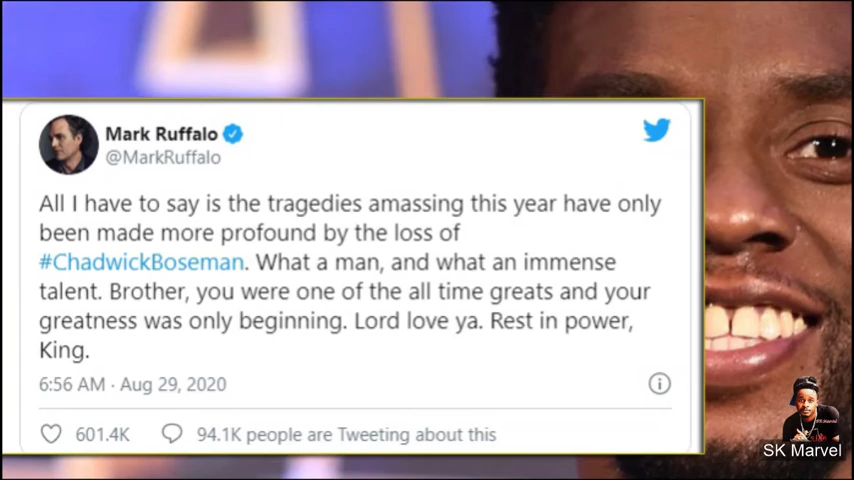 Mark Ruffalo
@MarkRuffalo
All I have to say is the tragedies amassing this year have only
been made more profound by the loss of
#ChadwickBoseman. What a man, and what an immense
talent. Brother, you were one of the all time greats and your
greatness was only beginning. Lord love ya. Rest in power,
King.
6:56 AM · Aug 29, 2020
601.4K 94.1K people are Tweeting about this
SK Marvel